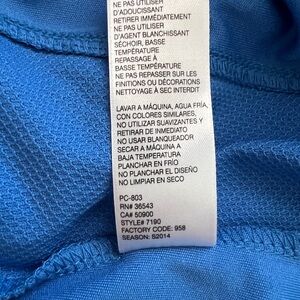 NE PAS UTILISER
D'ADOUCISSANT
RETIRER IMMÉDIATEMENT
NE PAS UTILISER
D'AGENT BLANCHISSANT
SÉCHOIR, BASSE
TEMPÉRATURE
REPASSAGE À
BASSE TEMPÉRATURE
NE PAS REPASSER SUR LES
FINITIONS OU DÉCORATIONS
NETTOYAGE À SEC INTERDIT
LAVAR A MÁQUINA, AGUA FRÍA,
CON COLORES SIMILARES,
NO UTILIZAR SUAVIZANTES Y
RETIRAR DE INMEDIATO
NO USAR BLANQUEADOR
SECAR A MÁQUINA A
BAJA TEMPERATURA
PLANCHAR EN FRÍO
NO PLANCHAR EL DISEÑO
NO LIMPIAR EN SECO
PC-803
RN# 36543
CA# 50900
STYLE# 7190
FACTORY CODE: 958
SEASON: S2014